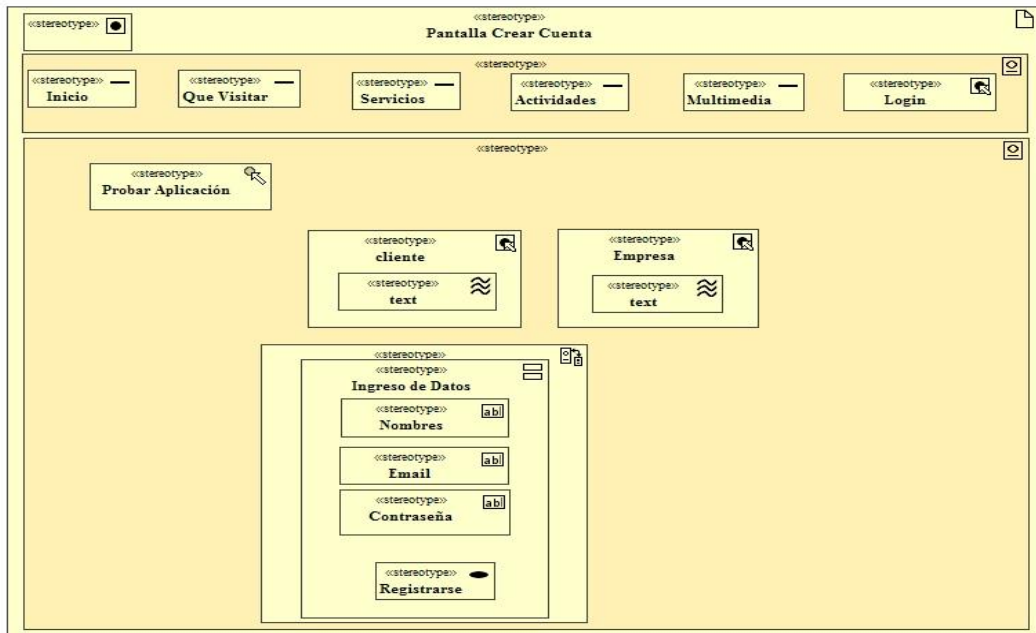 «stereotype»
«stereotype»
Pantalla Crear Cuenta
«stereotype»
«stereotype»
Inicio
«stereotype»
Que Visitar
«stereotype»
Servicios
«stereotype»
Actividades
«stereotype»
Multimedia
«stereotype»
Login
«stereotype»
«stereotype»
Probar Aplicación
«stereotype»
cliente
«stereotype»
text
«stereotype»
Empresa
«stereotype»
text
«stereotype»
«stereotype»
Ingreso de Datos
«stereotype»
Nombres
abl
«stereotype»
Email
abl
«stereotype»
Contraseña
abl
«stereotype»
Registrarse